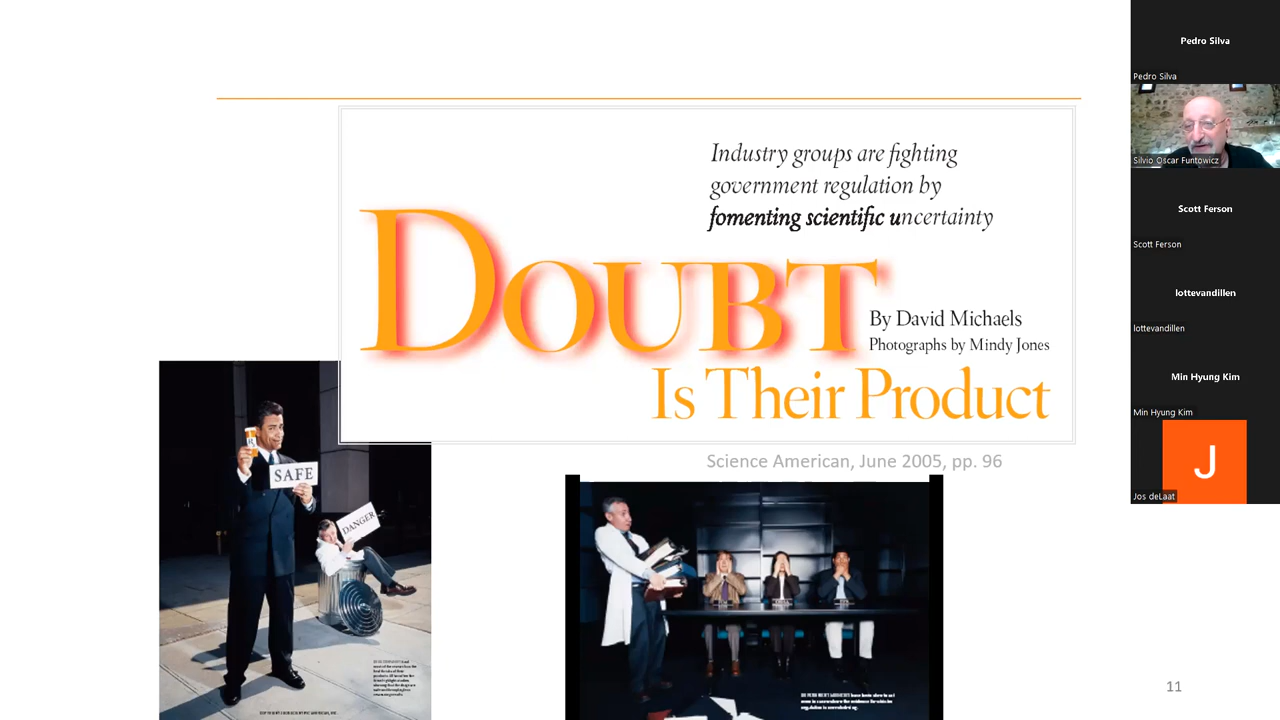 Industry groups are fighting
government regulation by
fomenting scientific uncertainty
DOUBT
By David Michaels
Photographs by Mindy Jones
Is Their Product
Science American, June 2005, pp. 96
SAFE
DANGER
11
Pedro Silva
Pedro Silva
Silvio Oscar Funtowicz
Scott Ferson
Scott Ferson
lottevandillen
lottevandillen
Min Hyung Kim
Min Hyung Kim
J
Jos deLaat